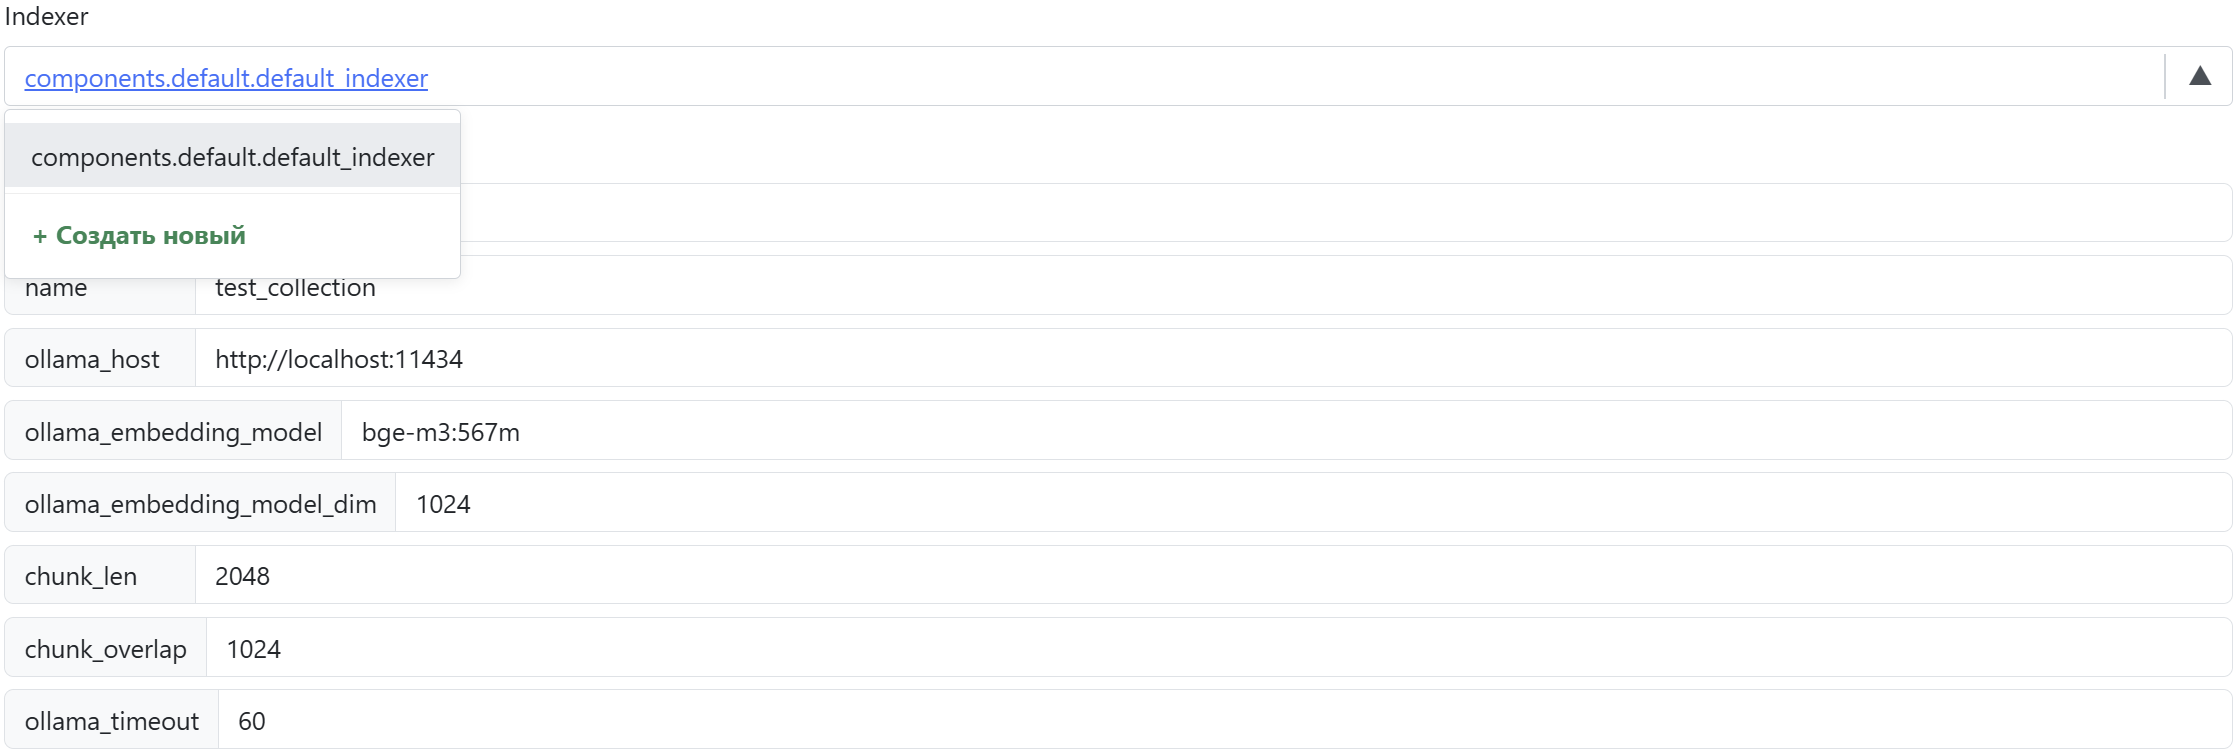 Indexer
components.default.default_indexer
components.default.default_indexer
+ Создать новый
name test_collection
ollama_host http://localhost:11434
ollama_embedding_model bge-m3:567m
ollama_embedding_model_dim 1024
chunk_len 2048
chunk_overlap 1024
ollama_timeout 60